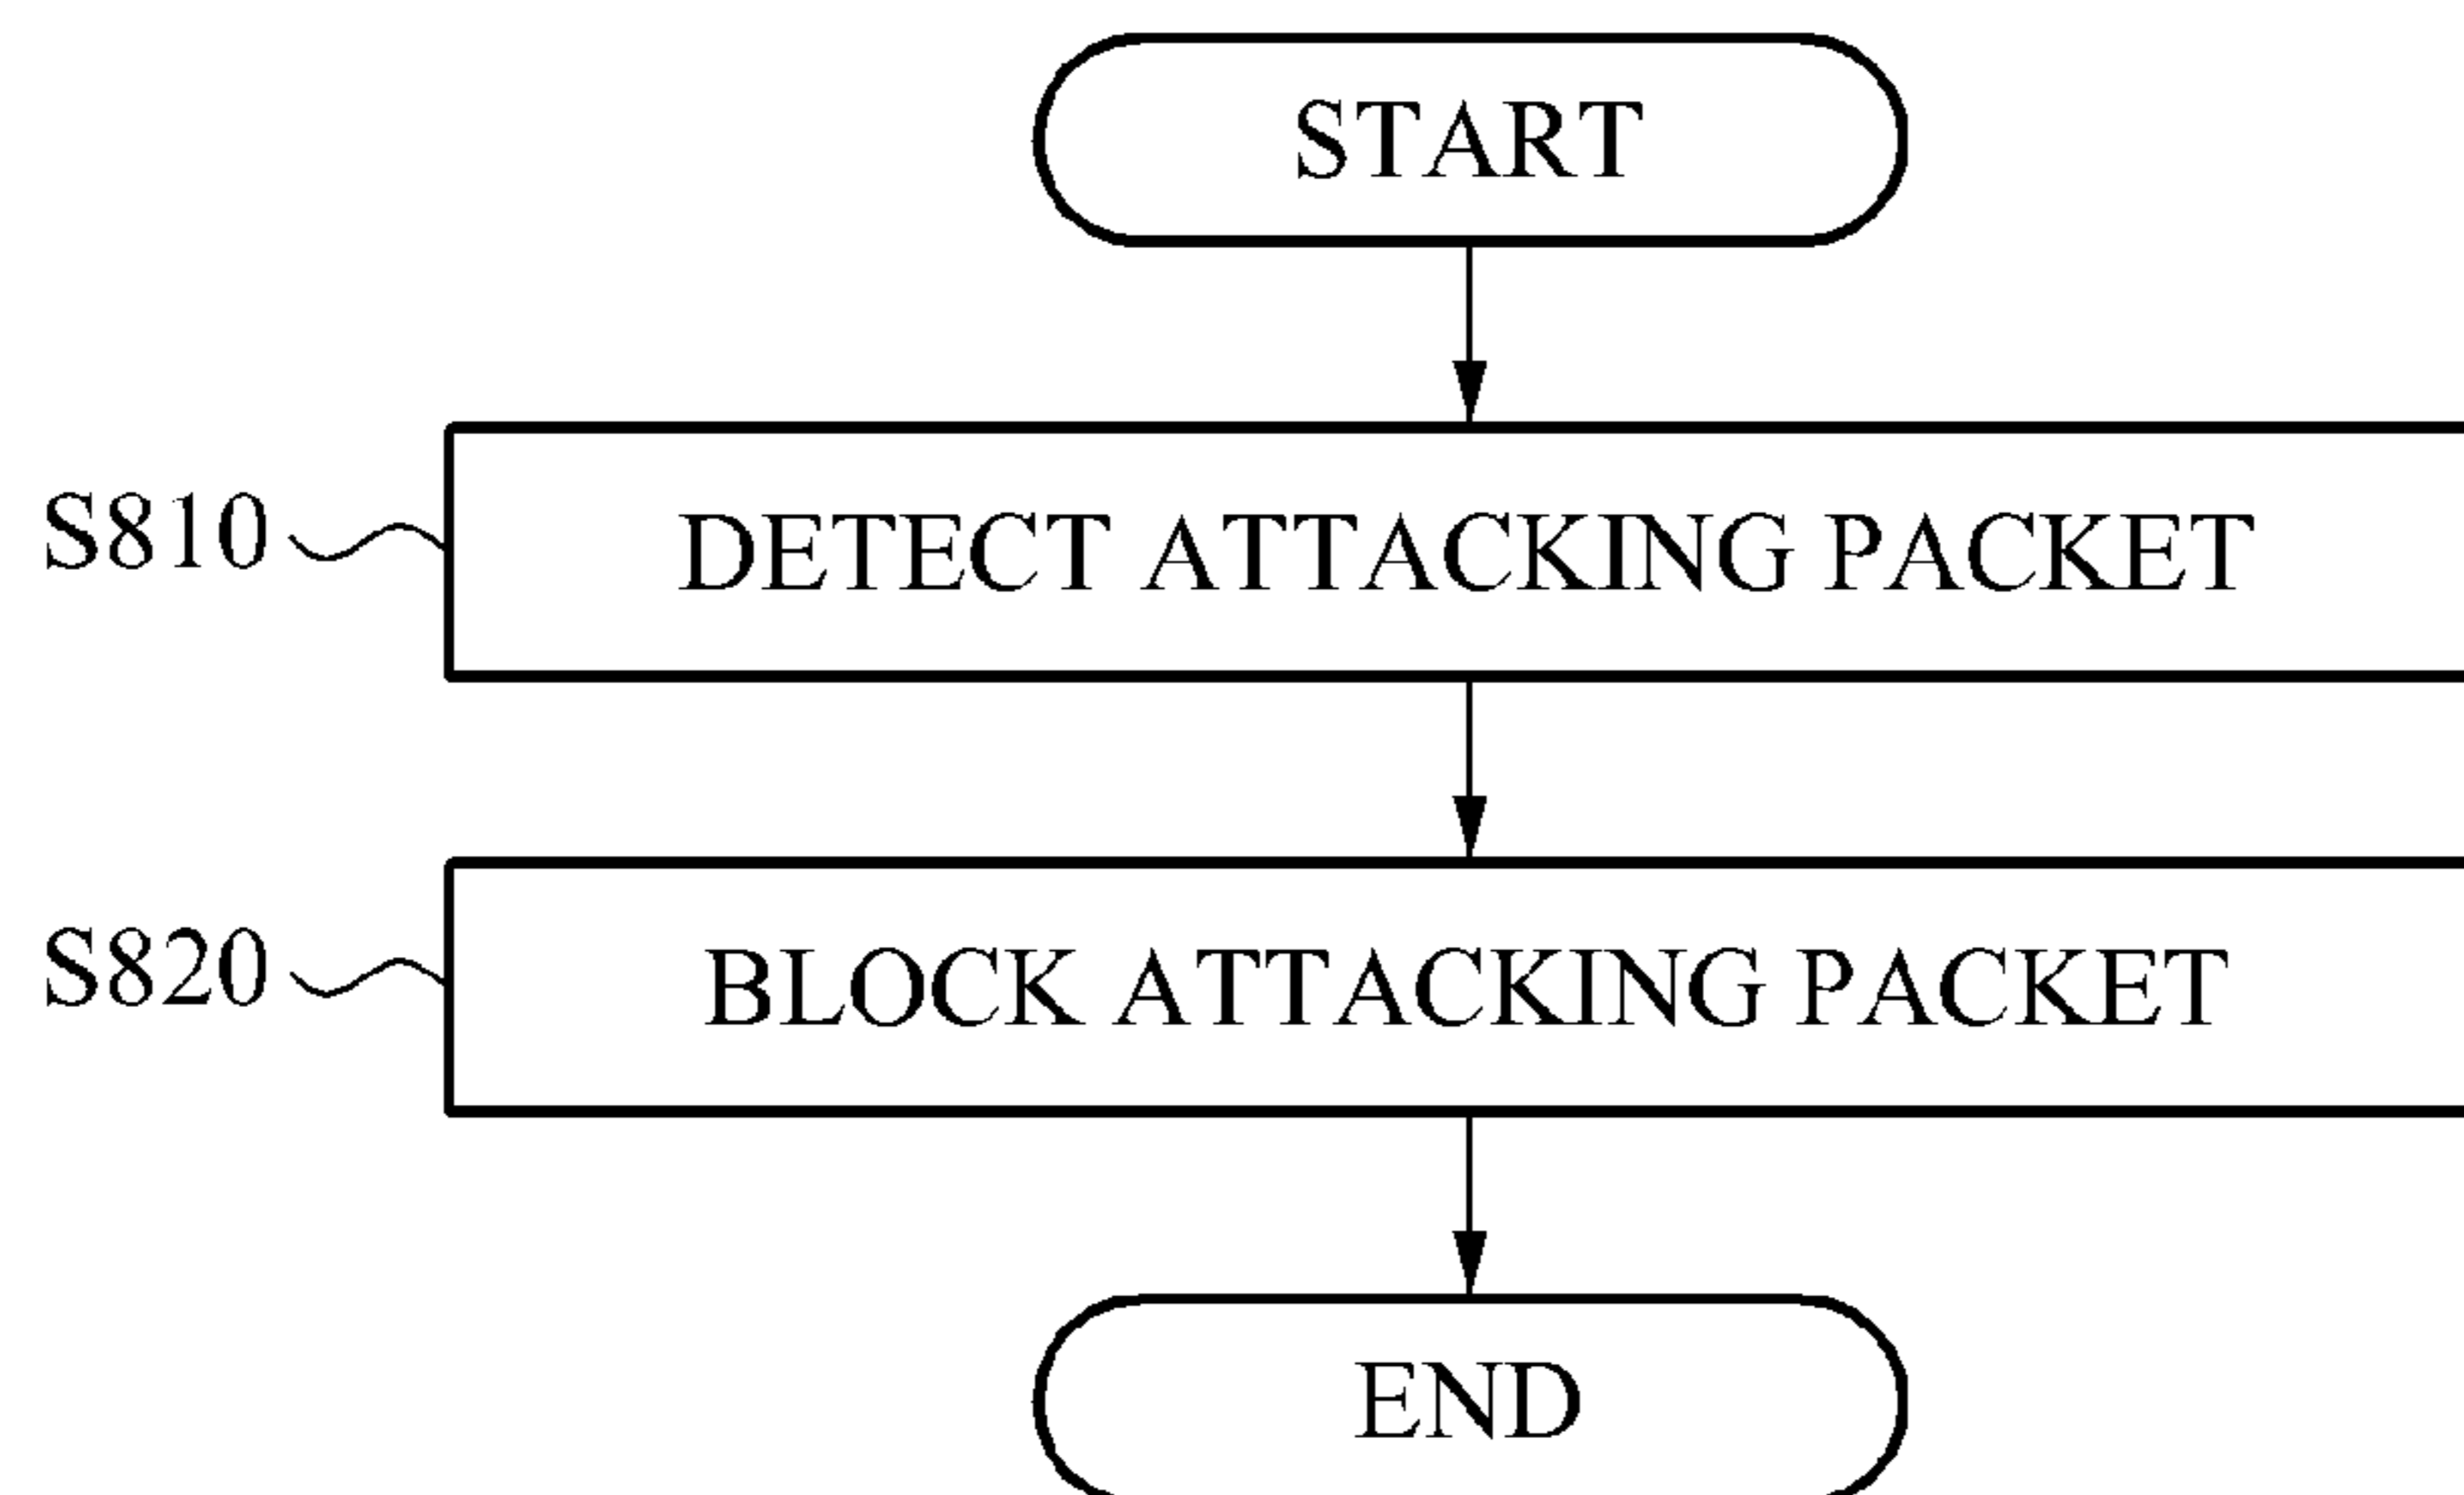 START
S810
DETECT ATTACKING PACKET
S820
BLOCK ATTACKING PACKET
END